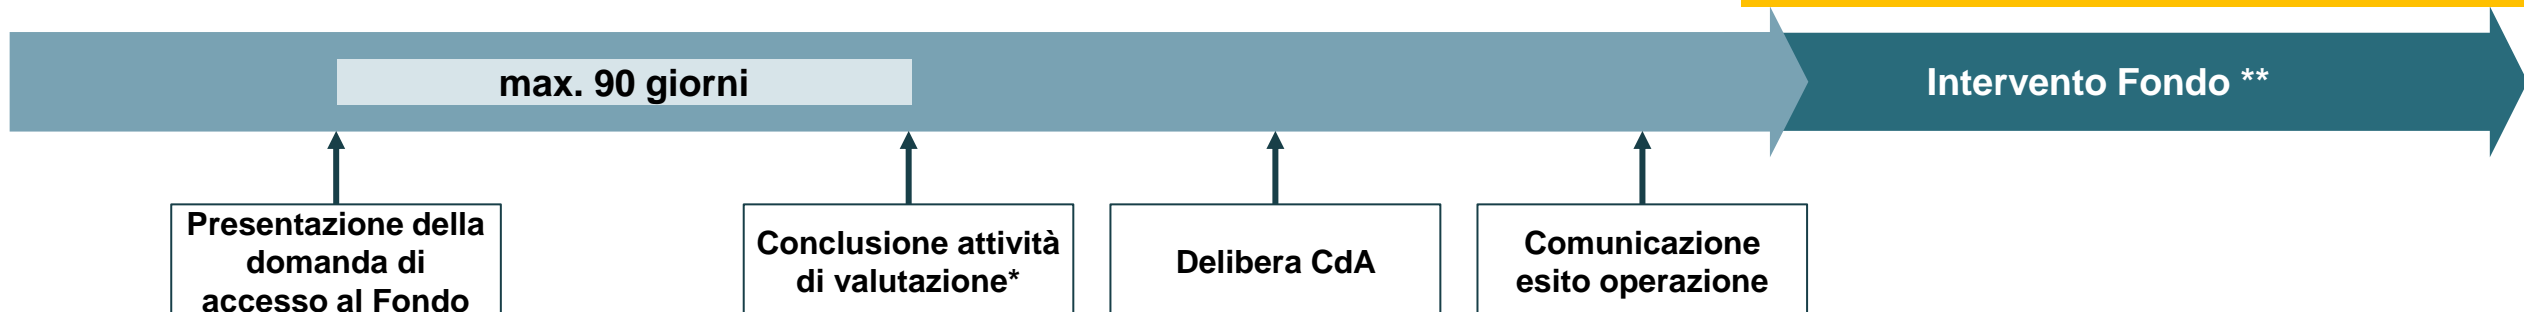 max. 90 giorni
Intervento Fondo **
Presentazione della
domanda di
accesso al Fondo
Conclusione attività
di valutazione*
Delibera CdA
Comunicazione
esito operazione